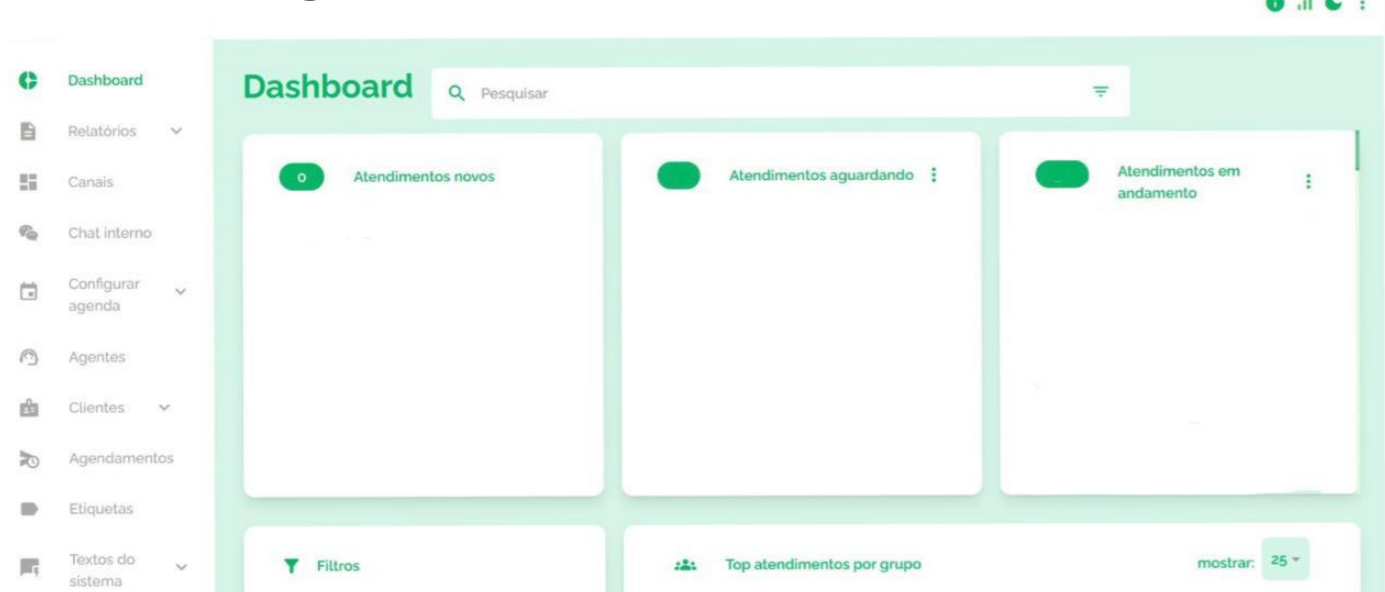 Dashboard
Relatórios
Canais
Chat interno
Configurar
agenda
Agentes
Clientes
Agendamentos
Etiquetas
Textos do
sistema
Dashboard
Pesquisar
0 Atendimentos novos
Atendimentos aguardando
Atendimentos em
andamento
Filtros
Top atendimentos por grupo
mostrar: 25